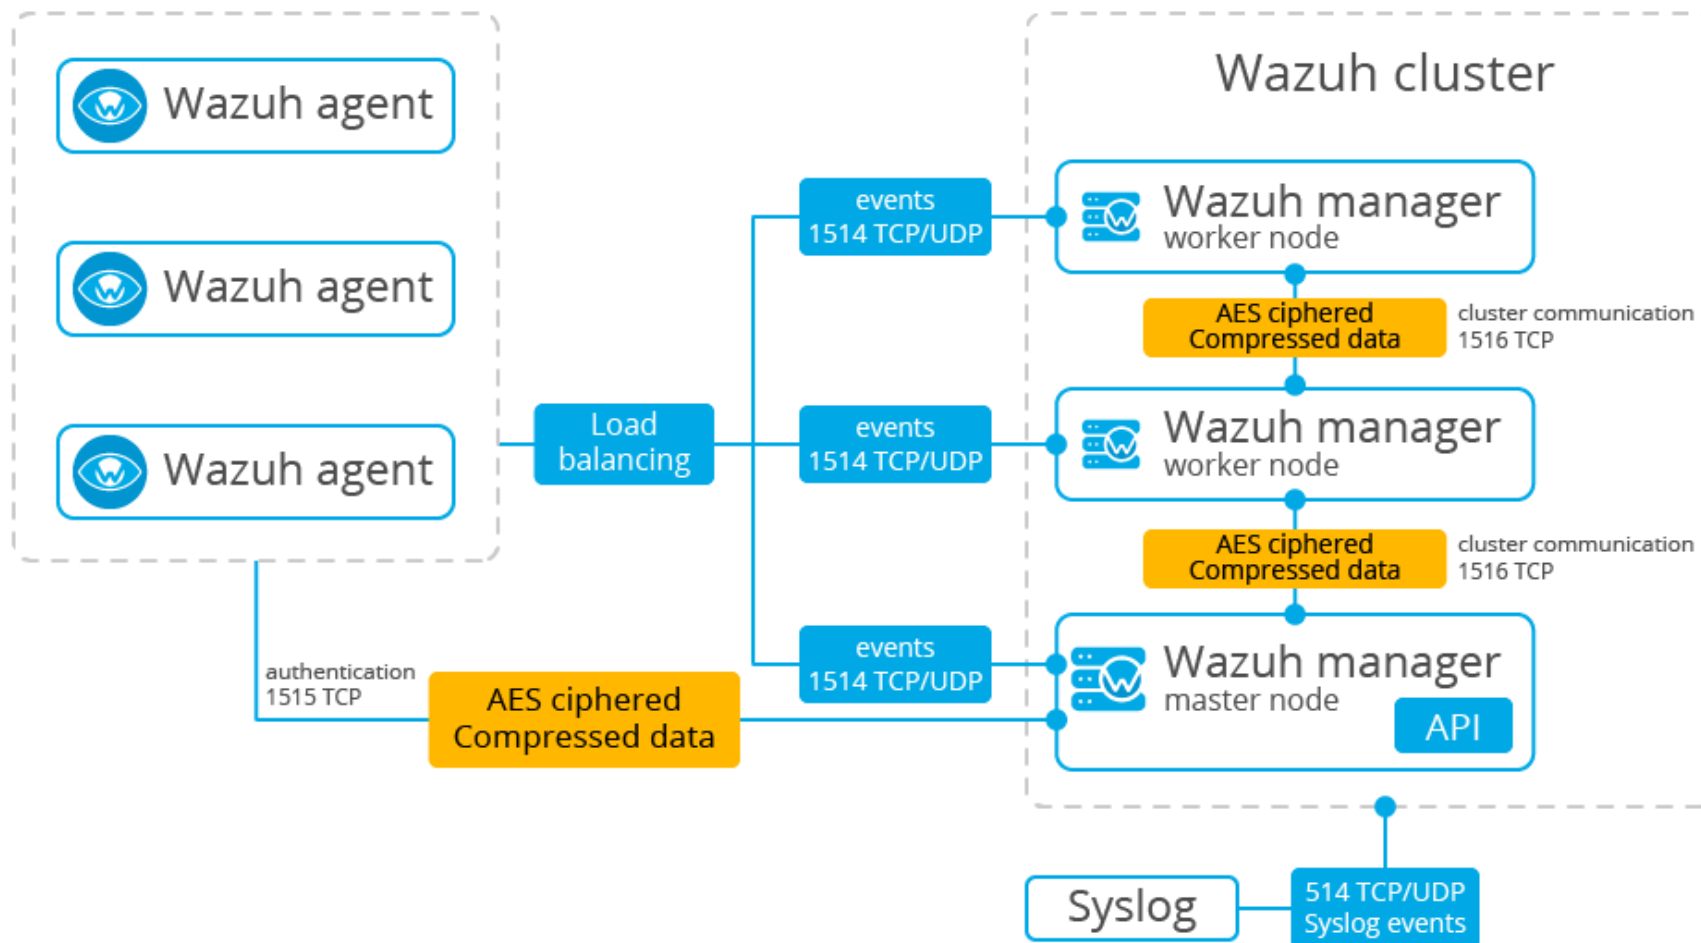 Wazuh agent
Wazuh agent
Wazuh agent
Load
balancing
authentication
1515 TCP
AES ciphered
Compressed data
events
1514 TCP/UDP
events
1514 TCP/UDP
events
1514 TCP/UDP
Wazuh cluster
Wazuh manager
worker node
AES ciphered
Compressed data
cluster communication
1516 TCP
Wazuh manager
worker node
AES ciphered
Compressed data
cluster communication
1516 TCP
Wazuh manager
master node
API
Syslog
514 TCP/UDP
Syslog events